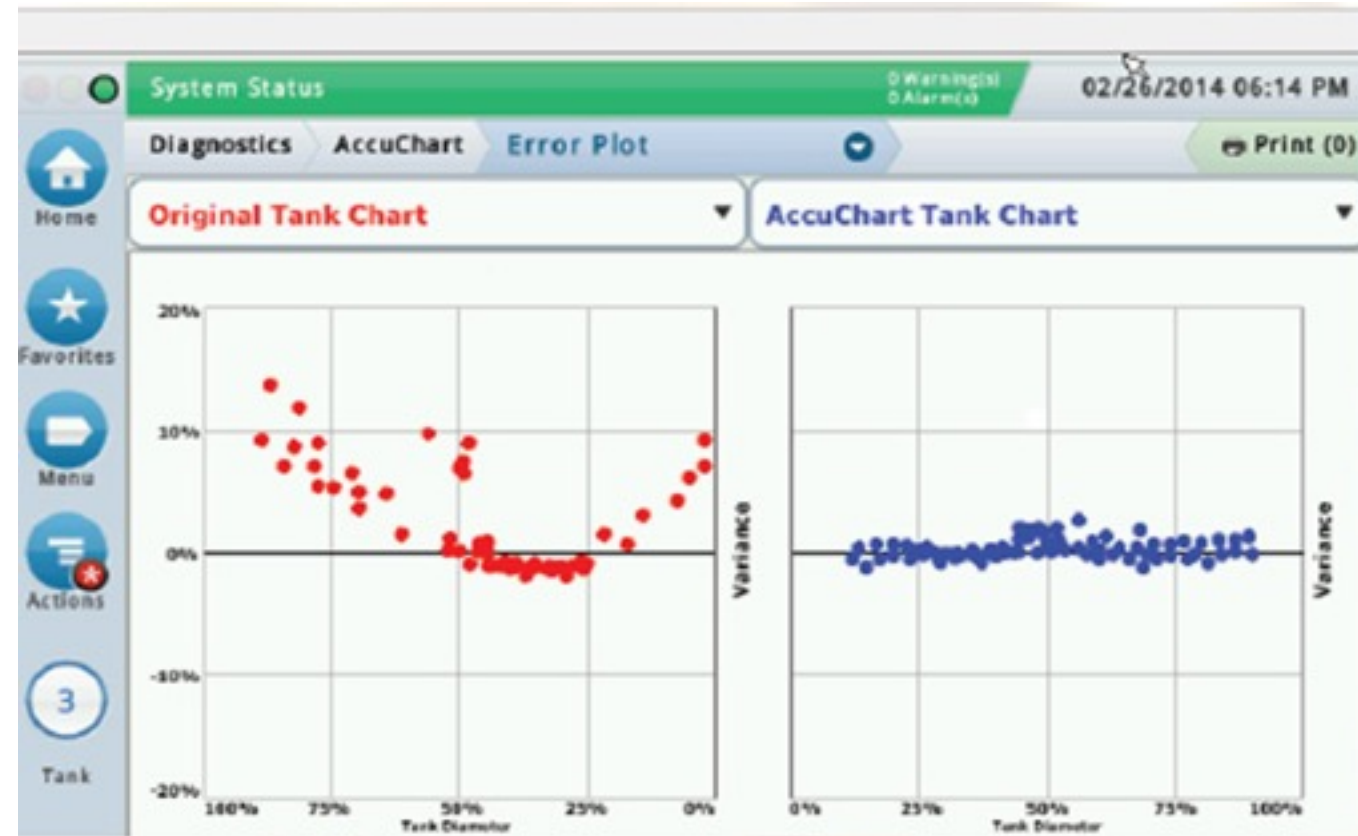 System Status
0 Warning(s)
0 Alarm(s)
02/26/2014 06:14 PM
Diagnostics
AccuChart
Error Plot
Print (0)
Home
Original Tank Chart
AccuChart Tank Chart
Favorites
Menu
Actions
3
Tank
20%
10%
0%
-10%
-20%
Variance
100% 75% 50% 25% 0%
Tank Diameter
Variance
0% 25% 50% 75% 100%
Tank Diameter